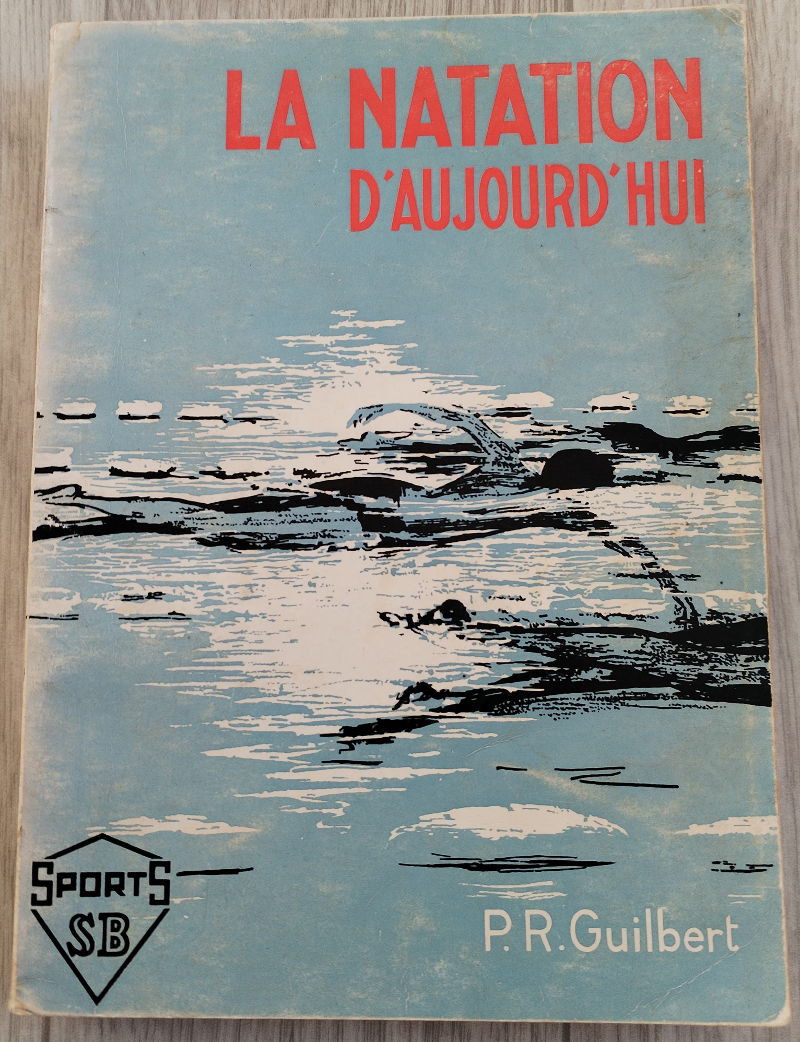 LA NATATION
D'AUJOURD'HUI
SPORTS
SB
P. R. Guilbert